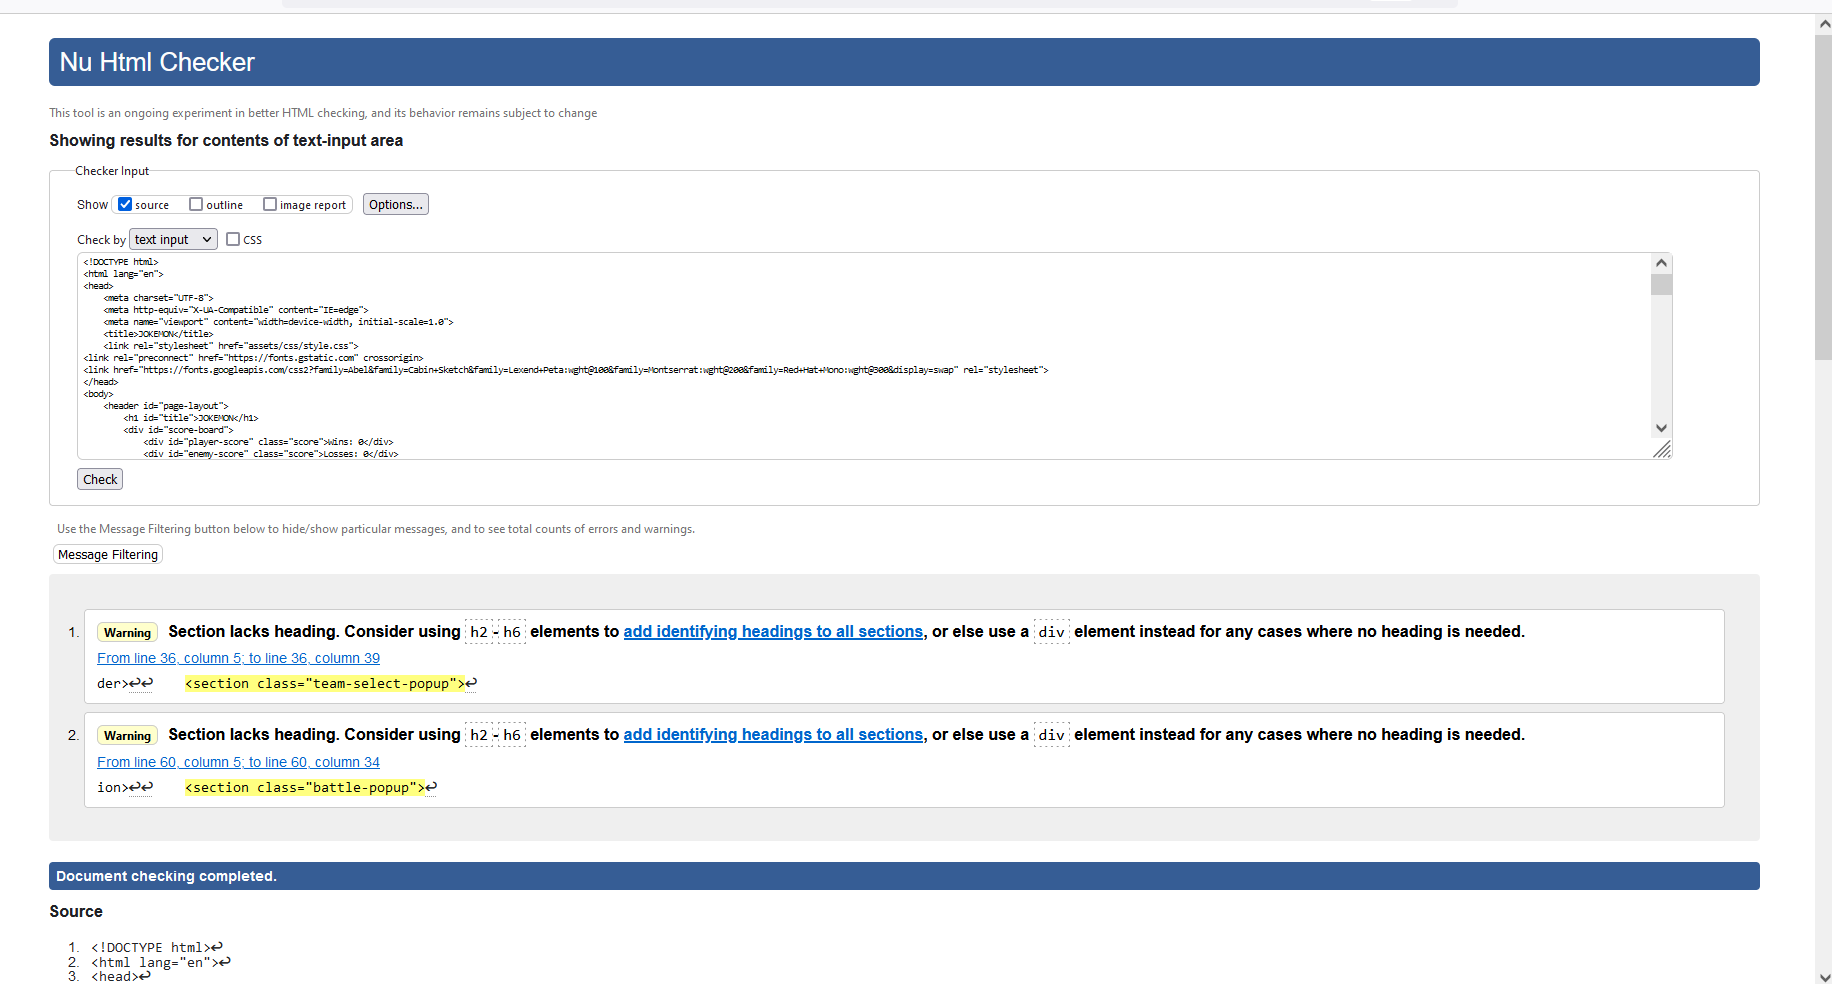 Nu Html Checker
This tool is an ongoing experiment in better HTML checking, and its behavior remains subject to change
Showing results for contents of text-input area
Checker Input
Show source outline image report Options...
Check by text input CSS
<!DOCTYPE html>
<html lang="en">
<head>
    <meta charset="UTF-8">
    <meta http-equiv="X-UA-Compatible" content="IE=edge">
    <meta name="viewport" content="width=device-width, initial-scale=1.0">
    <title>JOKEMON</title>
    <link rel="stylesheet" href="assets/css/style.css">
<link rel="preconnect" href="https://fonts.gstatic.com" crossorigin>
<link href="https://fonts.googleapis.com/css2?family=Abel&family=Cabin+Sketch&family=Lexend+Peta:wght@100&family=Montserrat:wght@200&family=Red+Hat+Mono:wght@300&display=swap" rel="stylesheet">
</head>
<body>
    <header id="page-layout">
        <h1 id="title">JOKEMON</h1>
        <div id="score-board">
            <div id="player-score" class="score">Wins: 0</div>
            <div id="enemy-score" class="score">Losses: 0</div>
Check
Use the Message Filtering button below to hide/show particular messages, and to see total counts of errors and warnings.
Message Filtering
1. Warning Section lacks heading. Consider using h2-h6 elements to add identifying headings to all sections, or else use a div element instead for any cases where no heading is needed.
From line 36, column 5; to line 36, column 39
der>↩↩    <section class="team-select-popup">↩
2. Warning Section lacks heading. Consider using h2-h6 elements to add identifying headings to all sections, or else use a div element instead for any cases where no heading is needed.
From line 60, column 5; to line 60, column 34
ion>↩↩    <section class="battle-popup">↩
Document checking completed.
Source
1. <!DOCTYPE html>↩
2. <html lang="en">↩
3. <head>↩